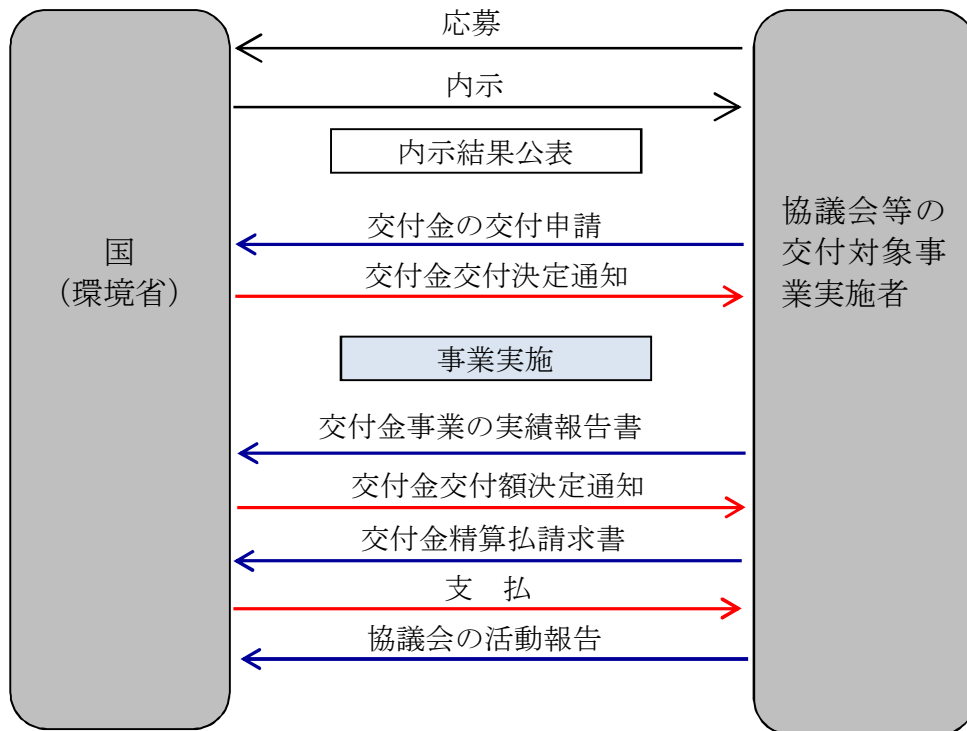 応募
内示
内示結果公表
国
(環境省)
協議会等の
交付対象事
業実施者
交付金の交付申請
交付金交付決定通知
事業実施
交付金事業の実績報告書
交付金交付額決定通知
交付金精算払請求書
支　払
協議会の活動報告